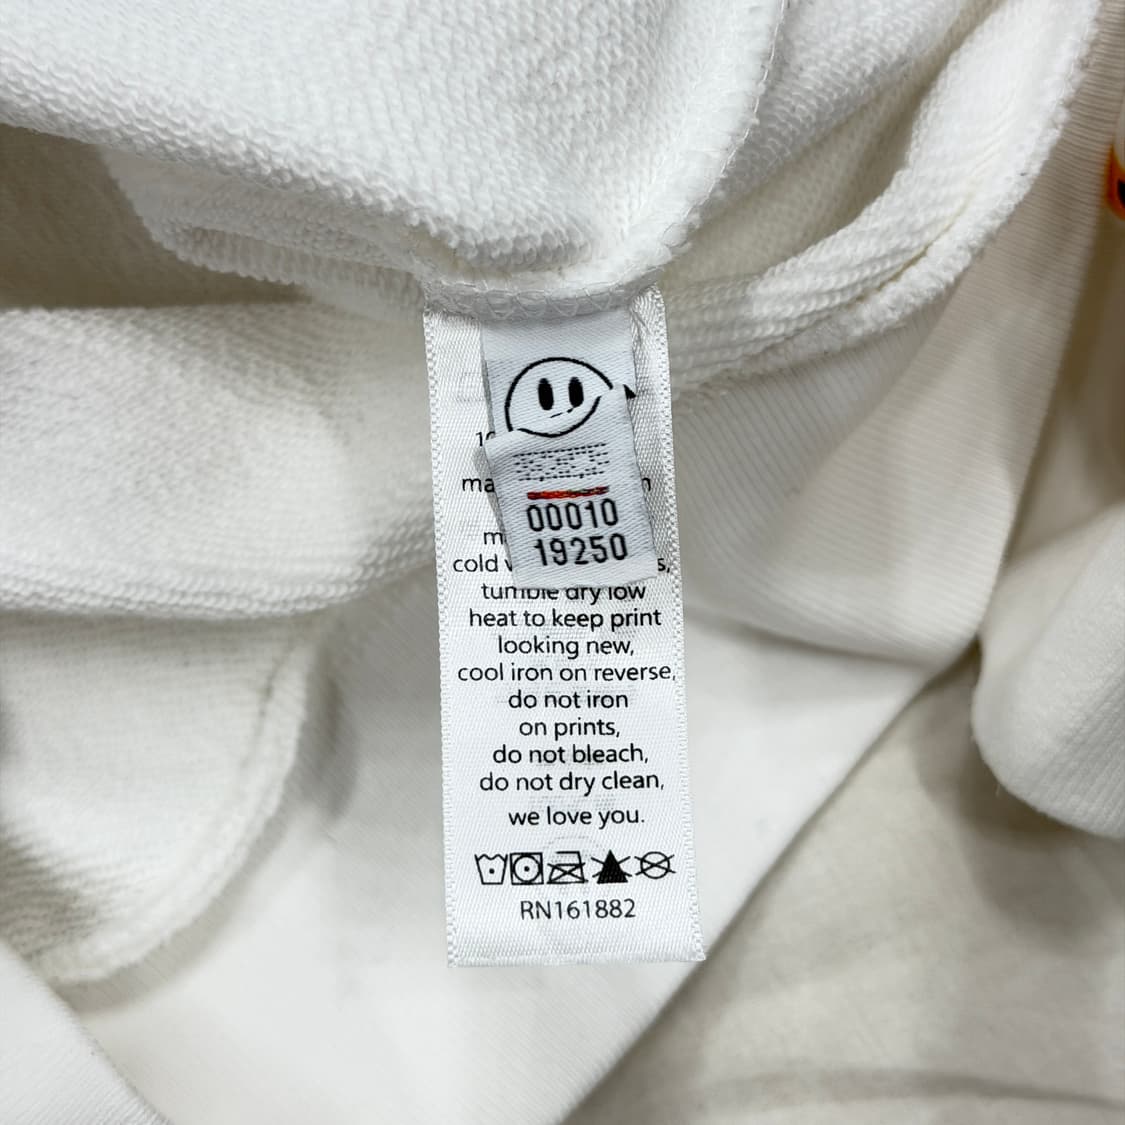 00010
19250
cold
tumble dry low
heat to keep print
looking new,
cool iron on reverse,
do not iron
on prints,
do not bleach,
do not dry clean,
we love you.
RN161882